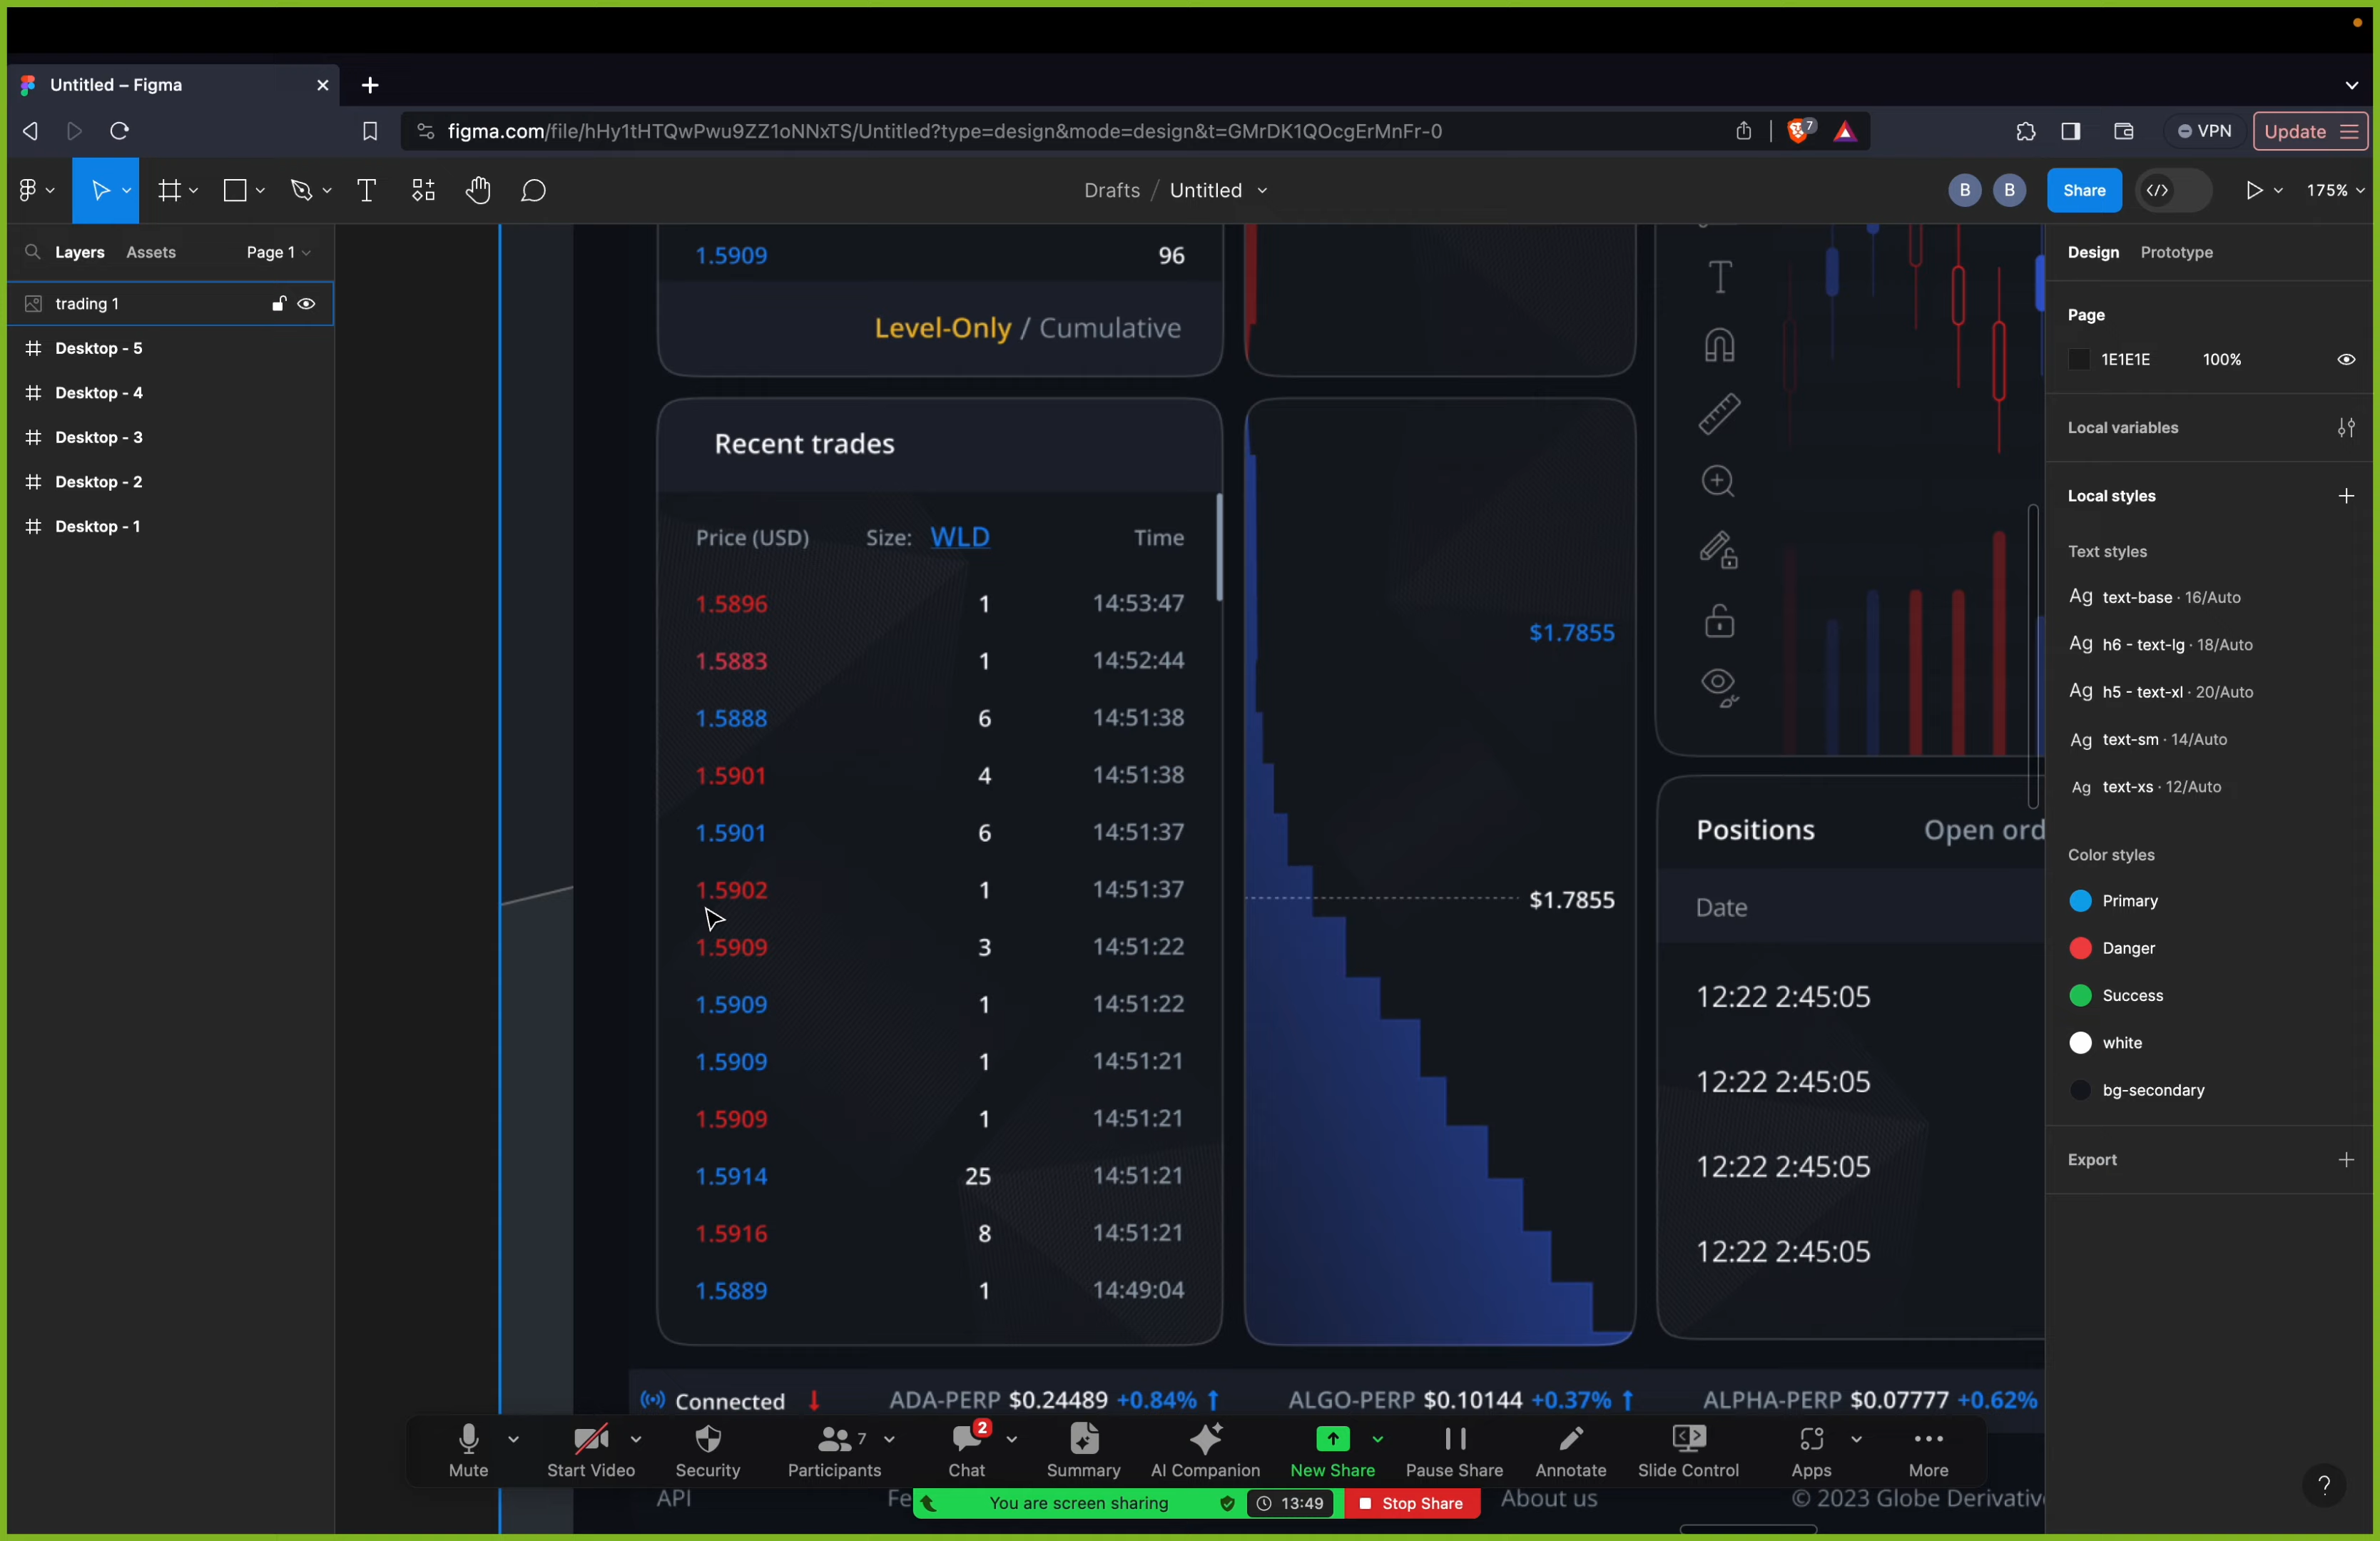 Untitled – Figma
figma.com/file/hHy1tHTQwPwu9ZZ1oNNxTS/Untitled?type=design&mode=design&t=GMrDK1QOcgErMnFr-0
7
VPN
Update
Drafts / Untitled
B B
Share
175%
Layers Assets Page 1
trading 1
Desktop - 5
Desktop - 4
Desktop - 3
Desktop - 2
Desktop - 1
1.5909 96
Level-Only / Cumulative
Recent trades
Price (USD) Size: WLD Time
1.5896 1 14:53:47
1.5883 1 14:52:44
1.5888 6 14:51:38
1.5901 4 14:51:38
1.5901 6 14:51:37
1.5902 1 14:51:37
1.5909 3 14:51:22
1.5909 1 14:51:22
1.5909 1 14:51:21
1.5909 1 14:51:21
1.5914 25 14:51:21
1.5916 8 14:51:21
1.5889 1 14:49:04
$1.7855
$1.7855
T
Positions Open ord
Date
12:22 2:45:05
12:22 2:45:05
12:22 2:45:05
12:22 2:45:05
Connected ADA-PERP $0.24489 +0.84% ALGO-PERP $0.10144 +0.37% ALPHA-PERP $0.07777 +0.62%
Design Prototype
Page
1E1E1E 100%
Local variables
Local styles
Text styles
Ag text-base · 16/Auto
Ag h6 - text-lg · 18/Auto
Ag h5 - text-xl · 20/Auto
Ag text-sm · 14/Auto
Ag text-xs · 12/Auto
Color styles
Primary
Danger
Success
white
bg-secondary
Export
7 2
Mute Start Video Security Participants Chat Summary AI Companion New Share Pause Share Annotate Slide Control Apps More
API Fe About us © 2023 Globe Derivativ
You are screen sharing 13:49 Stop Share
?